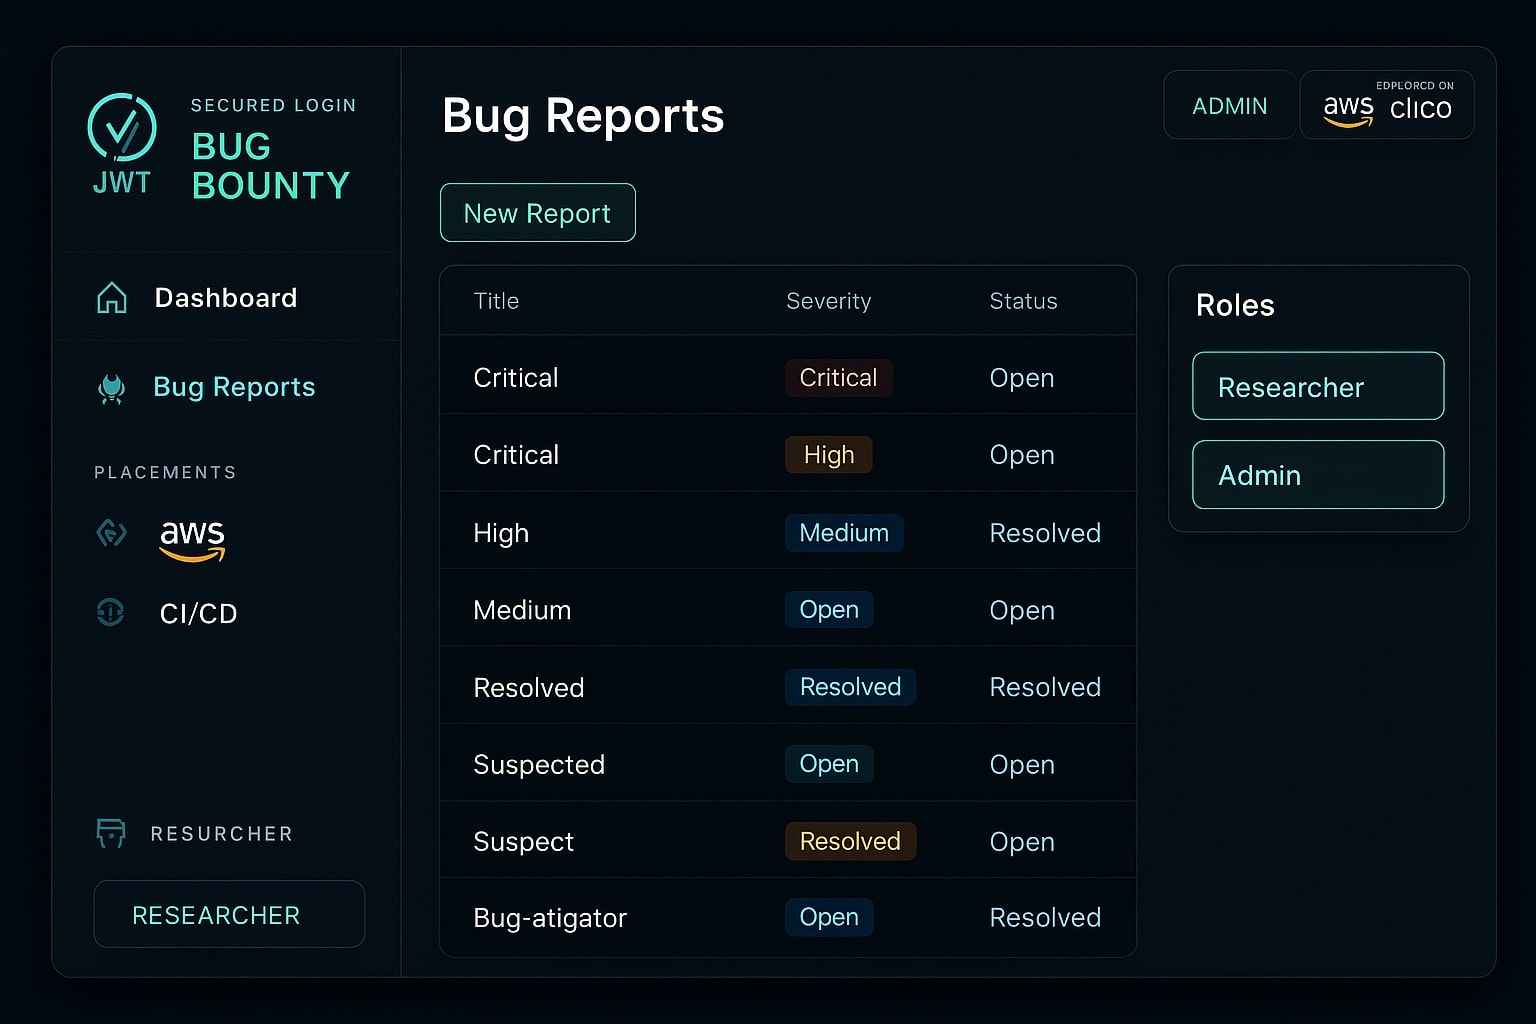 SECURED LOGIN
BUG
BOUNTY
JWT
Dashboard
Bug Reports
PLACEMENTS
aws
CI/CD
RESURCHER
RESEARCHER
Bug Reports
ADMIN
EDPLORCD ON
aws clico
New Report
Title Severity Status
Critical Critical Open
Critical High Open
High Medium Resolved
Medium Open Open
Resolved Resolved Resolved
Suspected Open Open
Suspect Resolved Open
Bug-atigator Open Resolved
Roles
Researcher
Admin